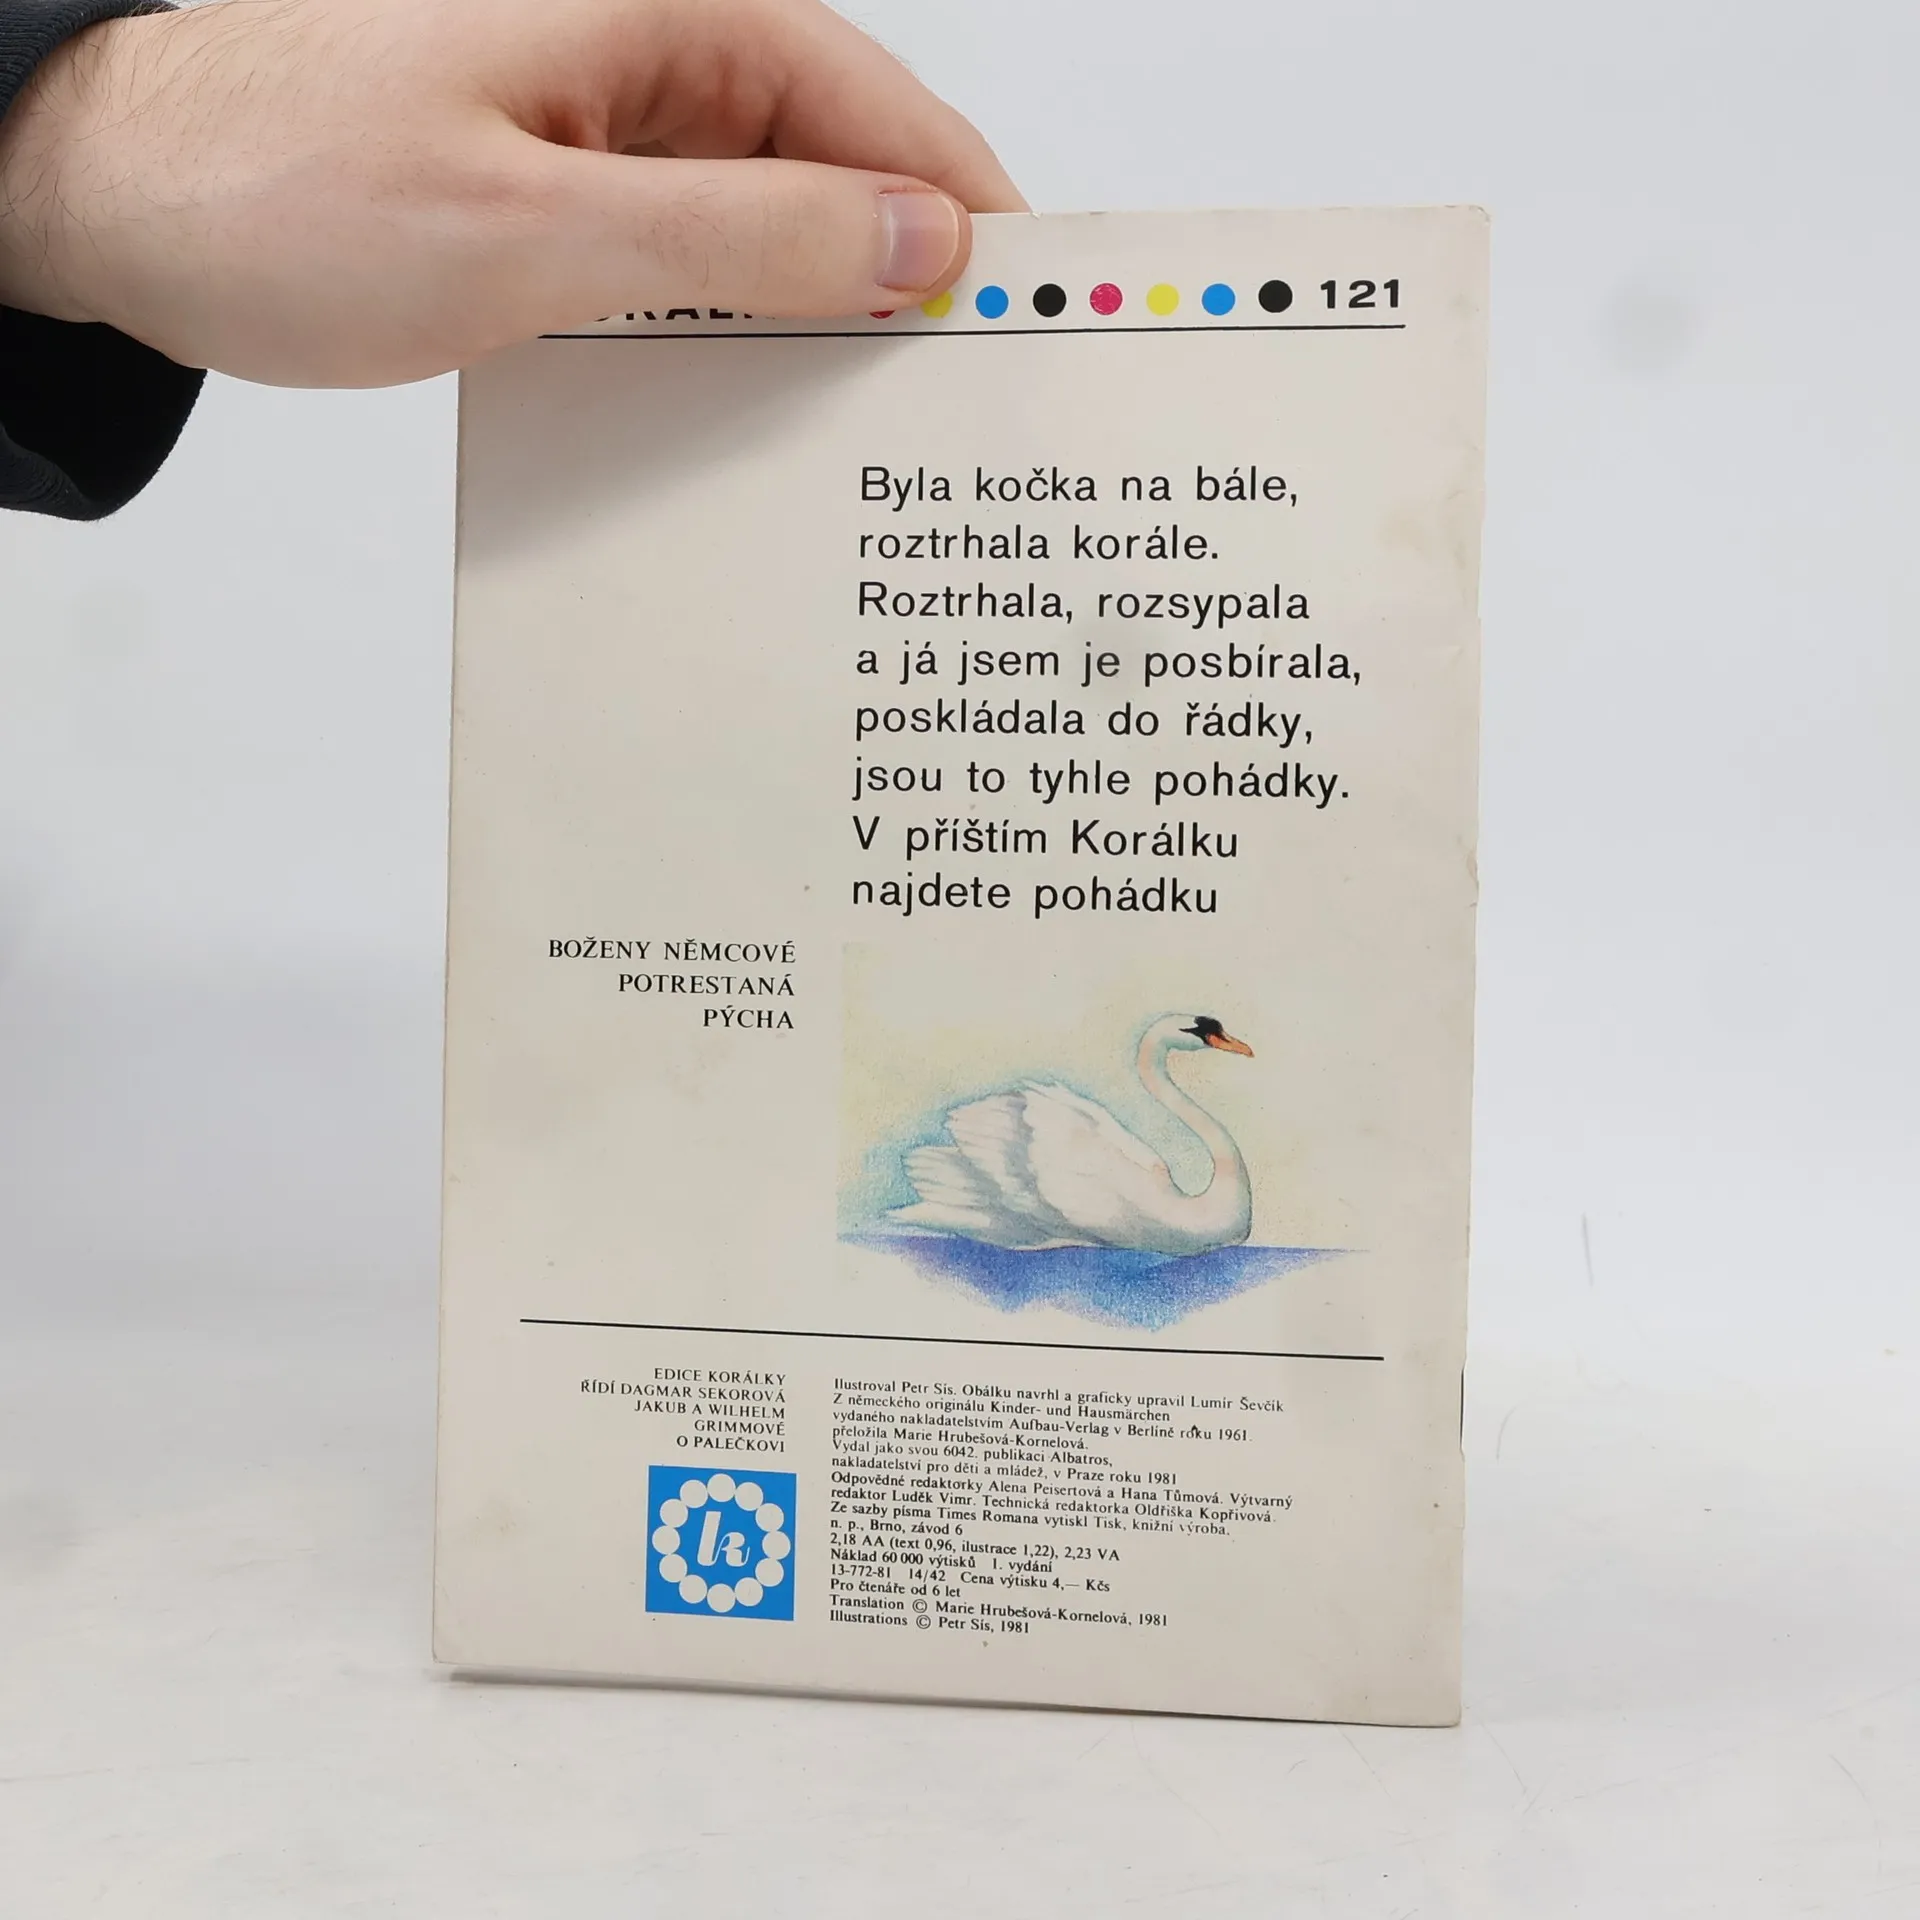 121
Byla kočka na bále,
roztrhala korále.
Roztrhala, rozsypala
a já jsem je posbírala,
poskládala do řádky,
jsou to tyhle pohádky.
V příštím Korálku
najdete pohádku
BOŽENY NĚMCOVÉ
POTRESTANÁ
PÝCHA
EDICE KORÁLKY
ŘÍDÍ DAGMAR SEKOROVÁ
JAKUB A WILHELM
GRIMMOVÉ
O PALEČKOVI
k
Ilustroval Petr Sís. Obálku navrhl a graficky upravil Lumír Ševčík
Z německého originálu Kinder- und Hausmärchen
vydaného nakladatelstvím Aufbau-Verlag v Berlíně roku 1961.
přeložila Marie Hrubešová-Kornelová.
Vydal jako svou 6042. publikaci Albatros,
nakladatelství pro děti a mládež, v Praze roku 1981
Odpovědné redaktorky Alena Peisertová a Hana Tůmová. Výtvarný
redaktor Luděk Vimr. Technická redaktorka Oldřiška Kopřivová.
Ze sazby písma Times Romana vytiskl Tisk, knižní výroba,
n. p., Brno, závod 6
2,18 AA (text 0,96, ilustrace 1,22), 2,23 VA
Náklad 60 000 výtisků 1. vydání
13-772-81 14/42 Cena výtisku 4,— Kčs
Pro čtenáře od 6 let
Translation © Marie Hrubešová-Kornelová, 1981
Illustrations © Petr Sís, 1981